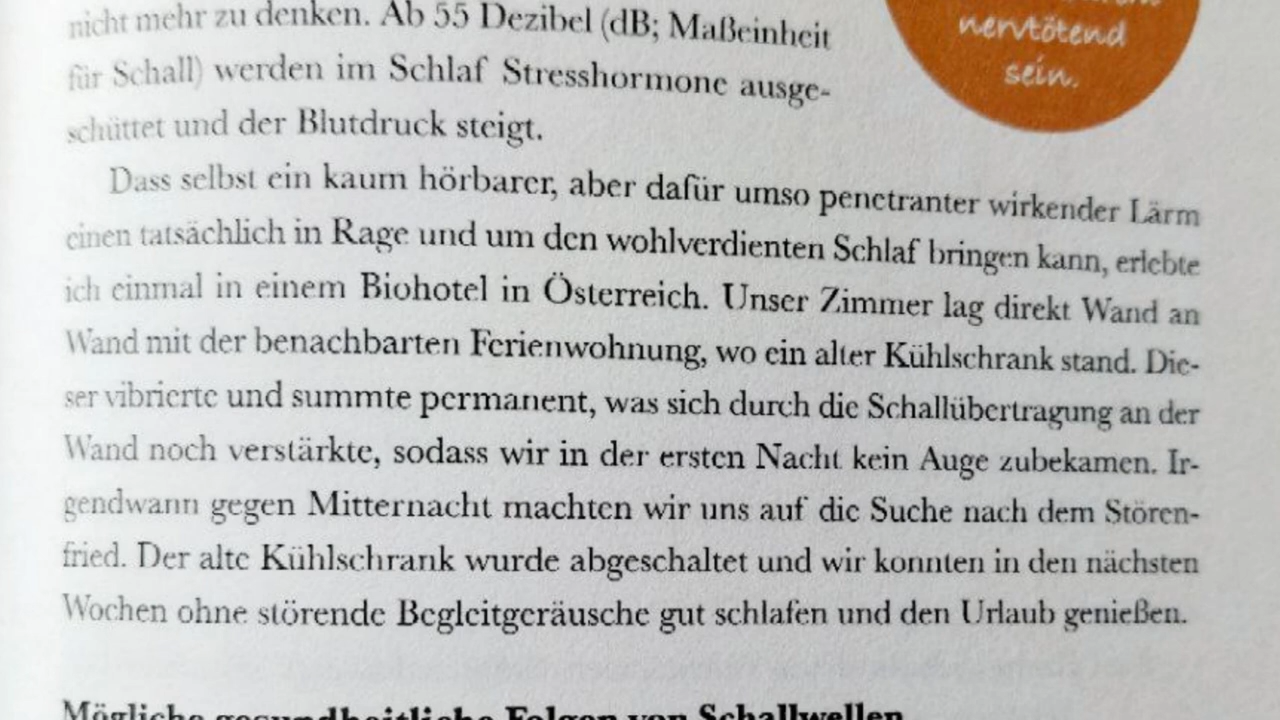 nicht mehr zu denken. Ab 55 Dezibel (dB; Maßeinheit
für Schall) werden im Schlaf Stresshormone ausge-
schüttet und der Blutdruck steigt.
nervtötend
sein.
Dass selbst ein kaum hörbarer, aber dafür umso penetranter wirkender Lärm
einen tatsächlich in Rage und um den wohlverdienten Schlaf bringen kann, erlebte
ich einmal in einem Biohotel in Österreich. Unser Zimmer lag direkt Wand an
Wand mit der benachbarten Ferienwohnung, wo ein alter Kühlschrank stand. Die-
ser vibrierte und summte permanent, was sich durch die Schallübertragung an der
Wand noch verstärkte, sodass wir in der ersten Nacht kein Auge zubekamen. Ir-
gendwann gegen Mitternacht machten wir uns auf die Suche nach dem Stören-
fried. Der alte Kühlschrank wurde abgeschaltet und wir konnten in den nächsten
Wochen ohne störende Begleitgeräusche gut schlafen und den Urlaub genießen.
Mögliche gesundheitliche Folgen von Schallwellen